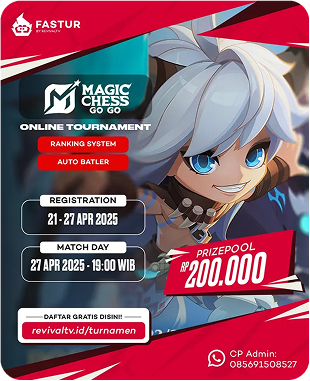 FASTUR
BY REVIVALTV
MAGIC
CHESS
GO GO
ONLINE TOURNAMENT
RANKING SYSTEM
AUTO BATLER
REGISTRATION
21 - 27 APR 2025
MATCH DAY
27 APR 2025 - 19:00 WIB
PRIZEPOOL
RP 200.000
DAFTAR GRATIS DISINI!
revivaltv.id/turnamen
CP Admin:
085691508527